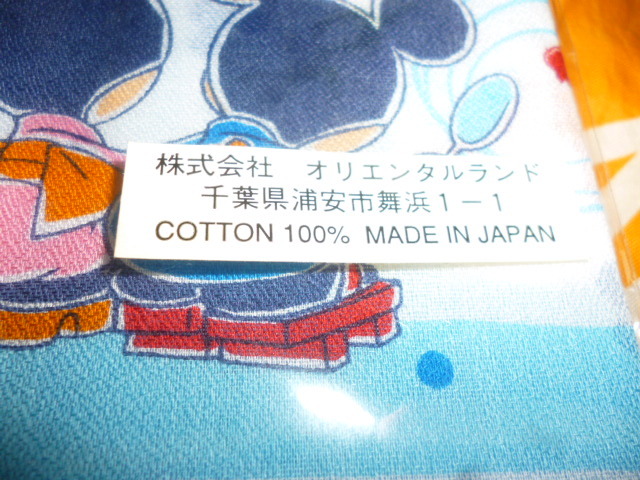 株式会社　オリエンタルランド
千葉県浦安市舞浜１－１
COTTON 100% MADE IN JAPAN